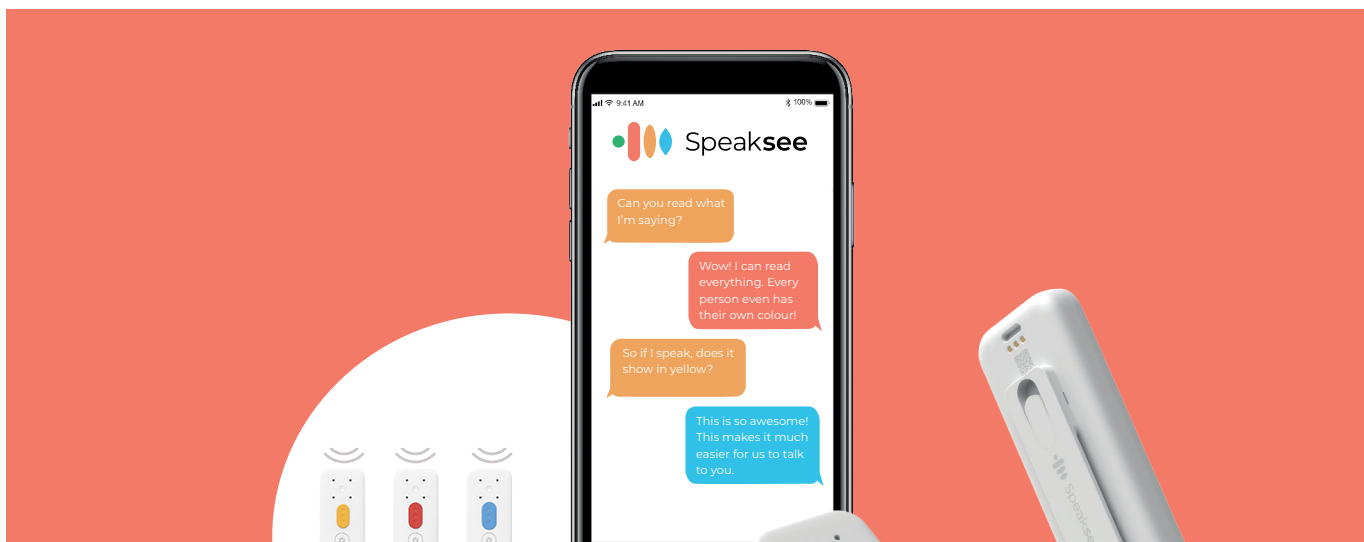 9:41 AM
100%
Speaksee
Can you read what
I'm saying?
Wow! I can read
everything. Every
person even has
their own colour!
So if I speak, does it
show in yellow?
This is so awesome!
This makes it much
easier for us to talk
to you.
Speaksee